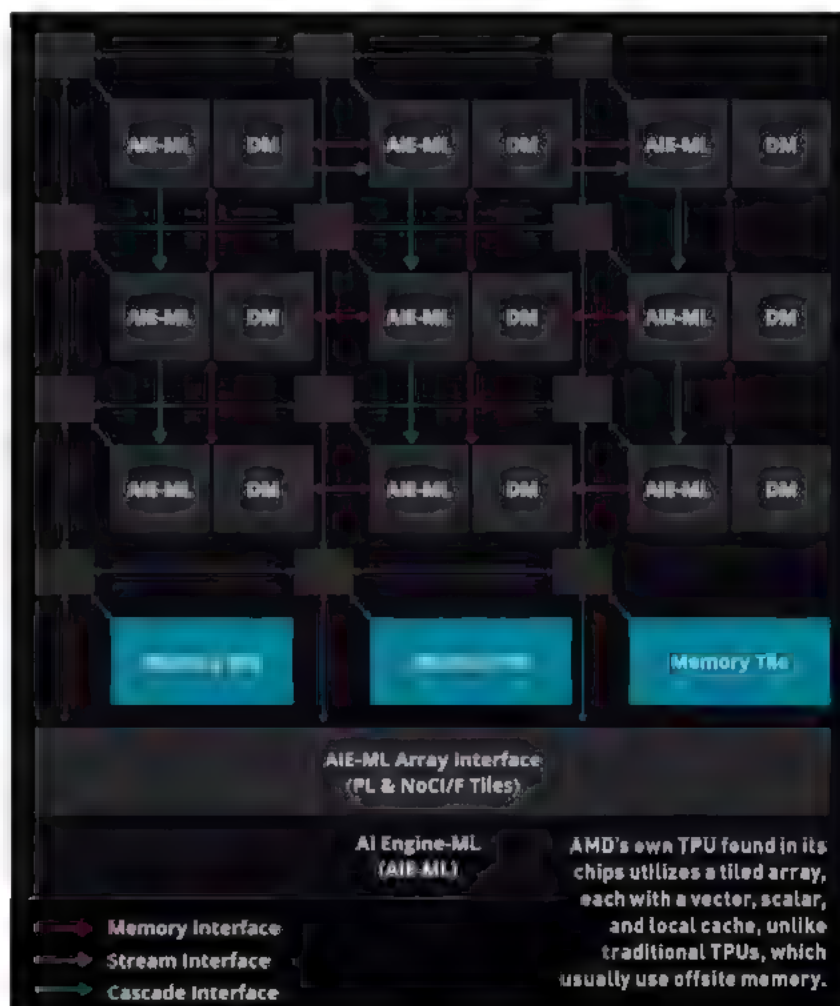 AIE-ML DM AIE-ML DM AIE-ML DM
AIE-ML DM AIE-ML DM AIE-ML DM
AIE-ML DM AIE-ML DM AIE-ML DM
Memory Tile
AIE-ML Array Interface
(PL & NoCI/F Tiles)
AI Engine-ML
(AIE-ML)
Memory Interface
Stream Interface
Cascade Interface
AMD's own TPU found in its
chips utilizes a tiled array,
each with a vector, scalar,
and local cache, unlike
traditional TPUs, which
usually use offsite memory.